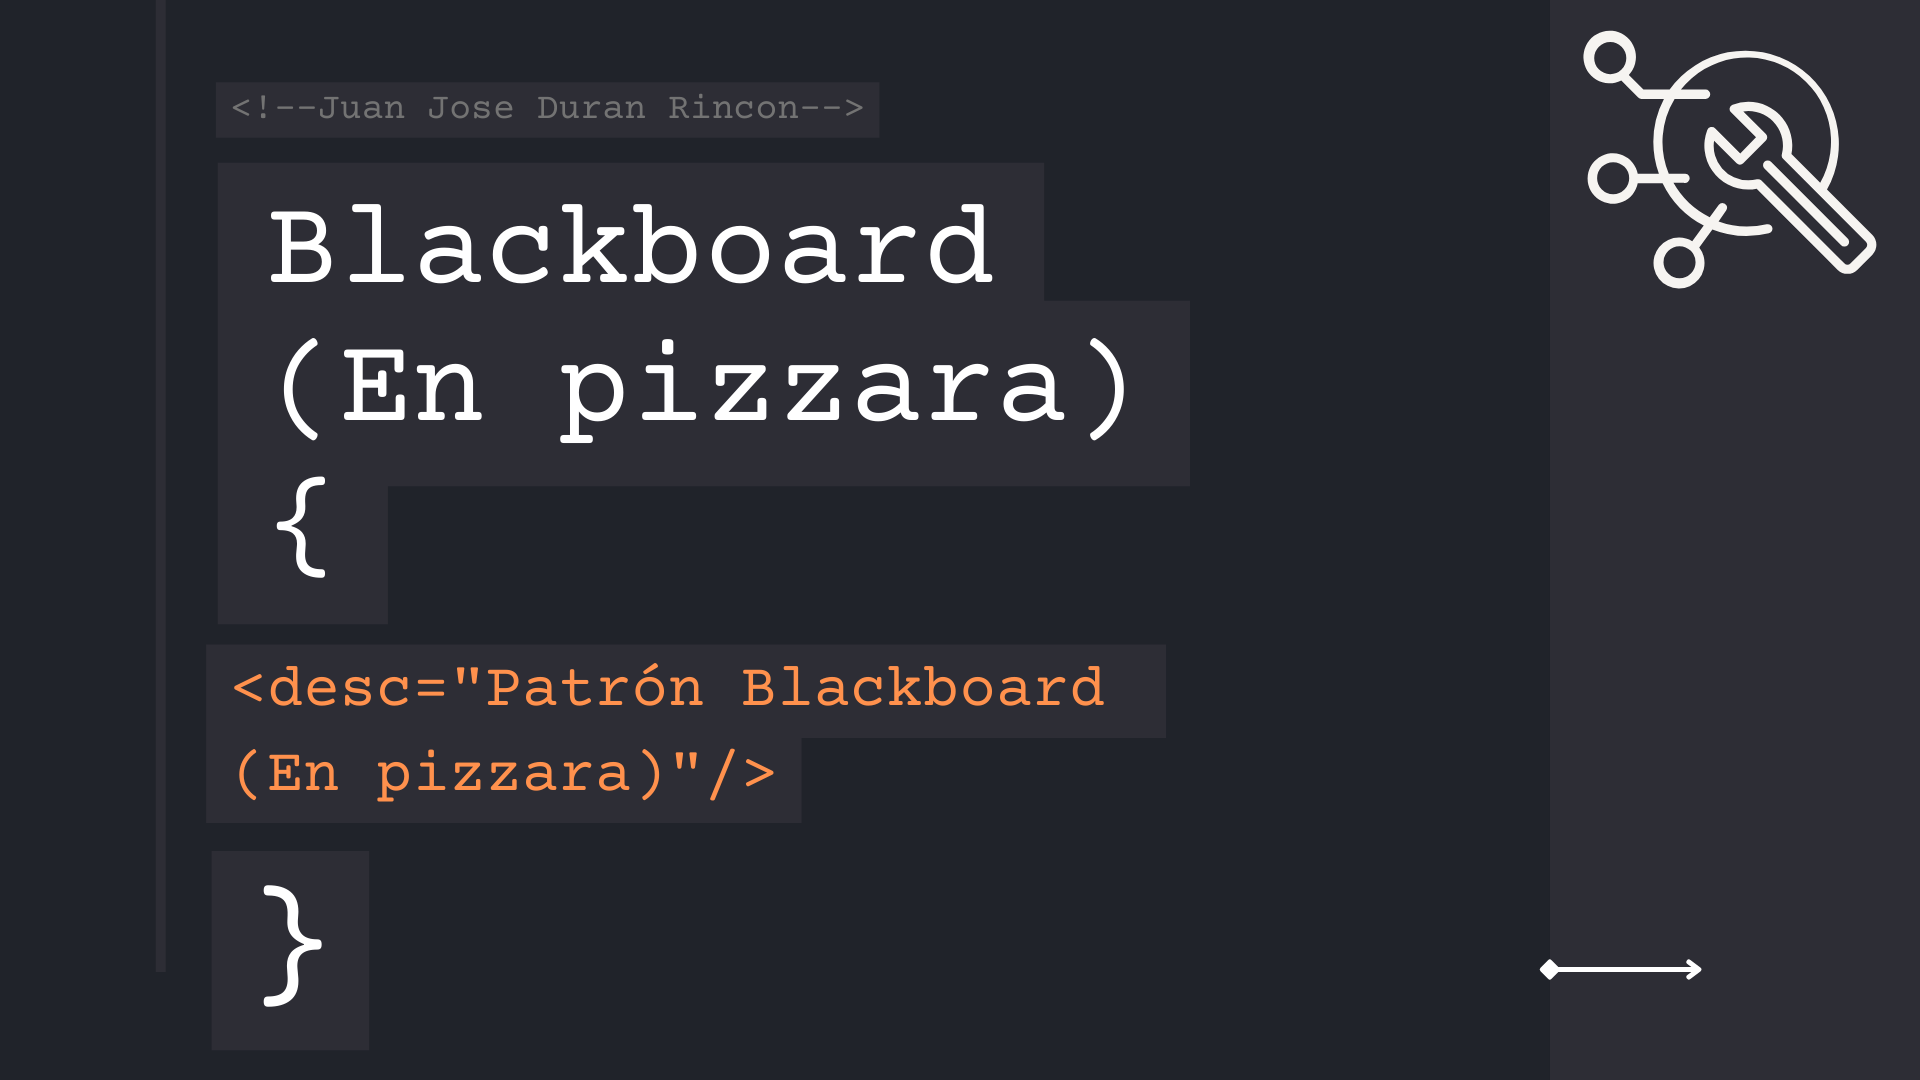 <!--Juan Jose Duran Rincon-->
Blackboard
(En pizzara)
{
<desc="Patrón Blackboard
(En pizzara)"/>
}